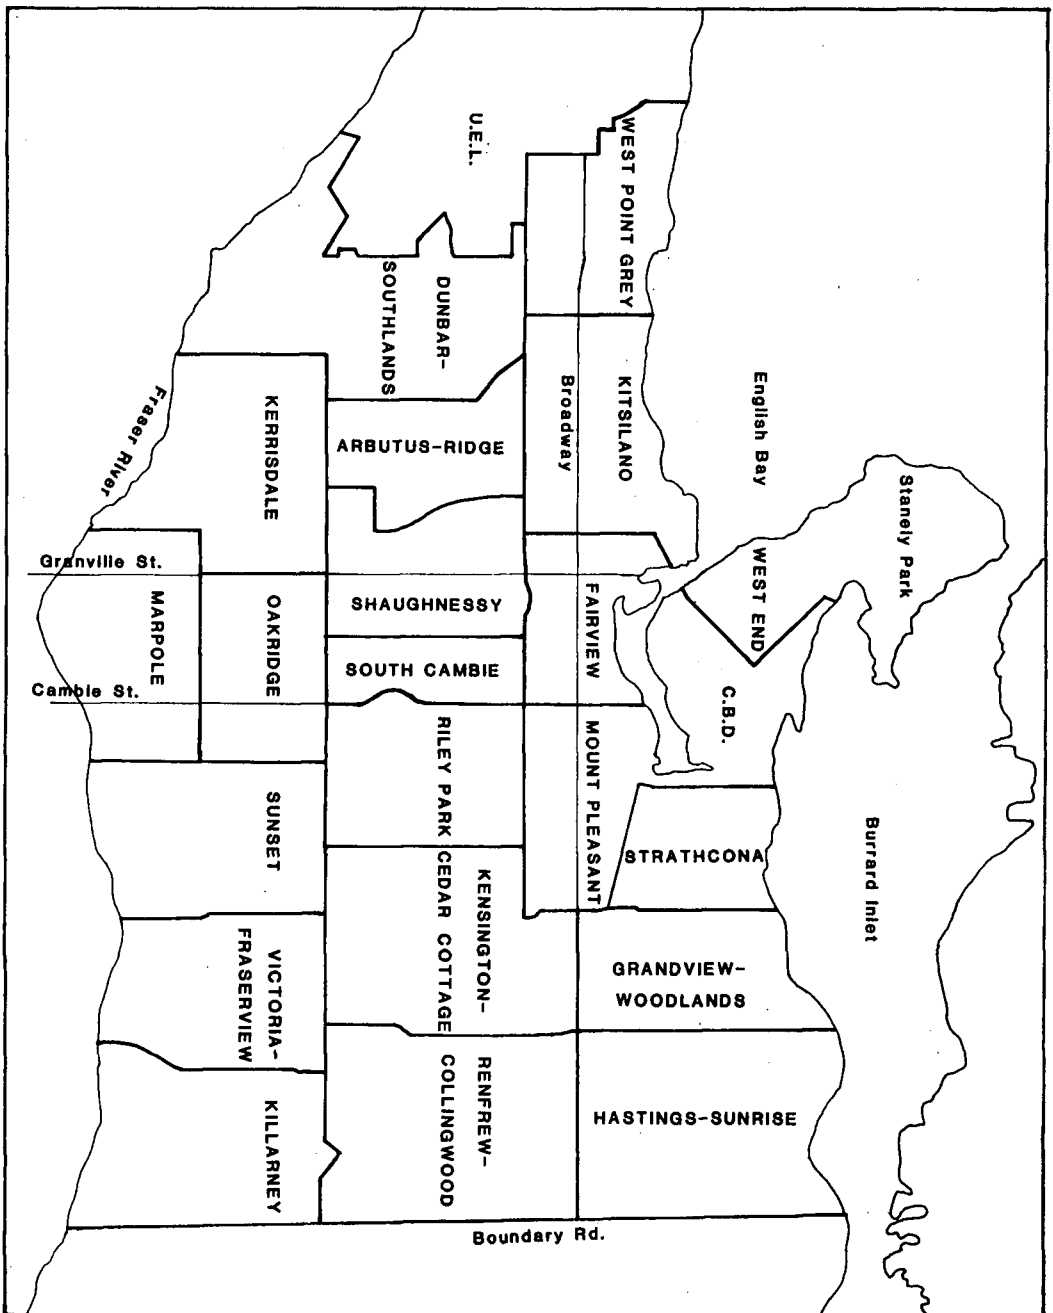 U.E.L.
WEST POINT GREY
DUNBAR-
SOUTHLANDS
English Bay
Stanely Park
KITSILANO
Broadway
ARBUTUS-RIDGE
KERRISDALE
Fraser River
WEST END
Granville St.
FAIRVIEW
SHAUGHNESSY
OAKRIDGE
MARPOLE
SOUTH CAMBIE
Cambie St.
C.B.D.
MOUNT PLEASANT
RILEY PARK
SUNSET
STRATHCONA
Burrard Inlet
KENSINGTON-
CEDAR COTTAGE
GRANDVIEW-
WOODLANDS
VICTORIA-
FRASERVIEW
RENFREW-
COLLINGWOOD
HASTINGS-SUNRISE
KILLARNEY
Boundary Rd.